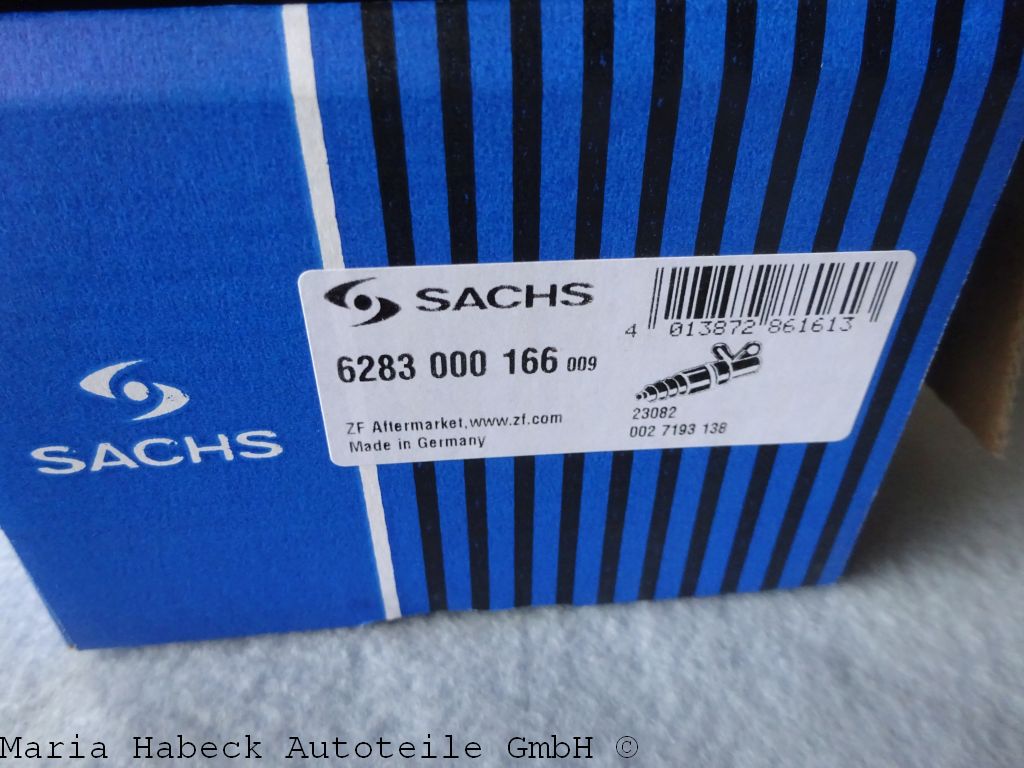 SACHS
4 013872 861613
6283 000 166 009
ZF Aftermarket, www.zf.com
Made in Germany
23082
002 7193 138
SACHS
Maria Habeck Autoteile GmbH ©